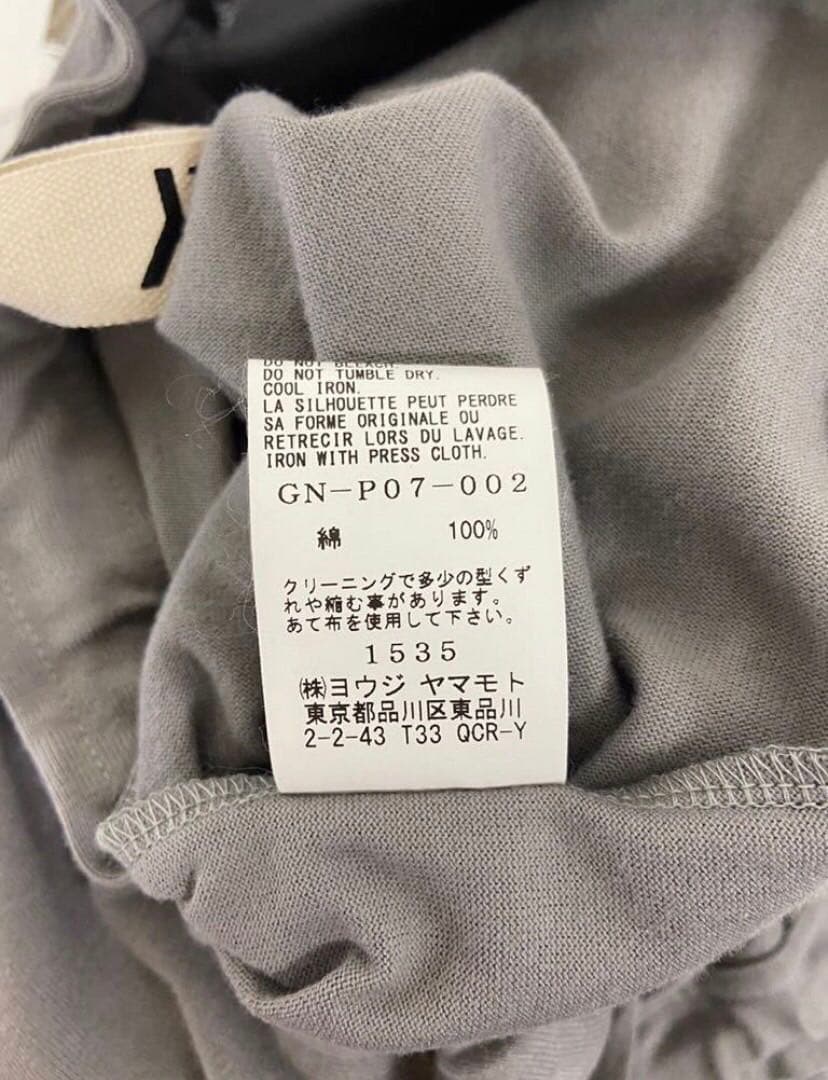 DO NOT BLEACH.
DO NOT TUMBLE DRY.
COOL IRON.
LA SILHOUETTE PEUT PERDRE
SA FORME ORIGINALE OU
RETRECIR LORS DU LAVAGE.
IRON WITH PRESS CLOTH.
GN-P07-002
綿 100%
クリーニングで多少の型くず
れや縮む事があります。
あて布を使用して下さい。
1535
㈱ヨウジ ヤマモト
東京都品川区東品川
2-2-43 T33 QCR-Y